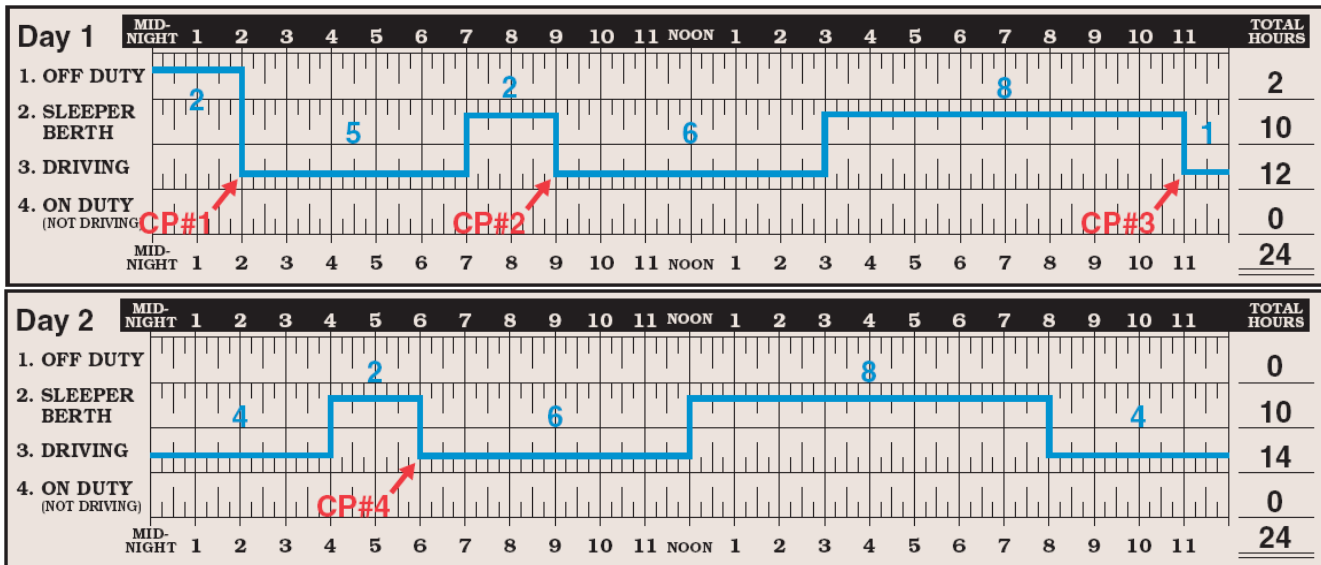 Day 1 MID-NIGHT 1 2 3 4 5 6 7 8 9 10 11 NOON 1 2 3 4 5 6 7 8 9 10 11 TOTAL HOURS
1. OFF DUTY 2 2 8 2
2. SLEEPER BERTH 5 6 1 10
3. DRIVING 12
4. ON DUTY (NOT DRIVING) CP#1 CP#2 CP#3 0
MID-NIGHT 1 2 3 4 5 6 7 8 9 10 11 NOON 1 2 3 4 5 6 7 8 9 10 11 24
Day 2 MID-NIGHT 1 2 3 4 5 6 7 8 9 10 11 NOON 1 2 3 4 5 6 7 8 9 10 11 TOTAL HOURS
1. OFF DUTY 2 8 0
2. SLEEPER BERTH 4 6 4 10
3. DRIVING 14
4. ON DUTY (NOT DRIVING) CP#4 0
MID-NIGHT 1 2 3 4 5 6 7 8 9 10 11 NOON 1 2 3 4 5 6 7 8 9 10 11 24